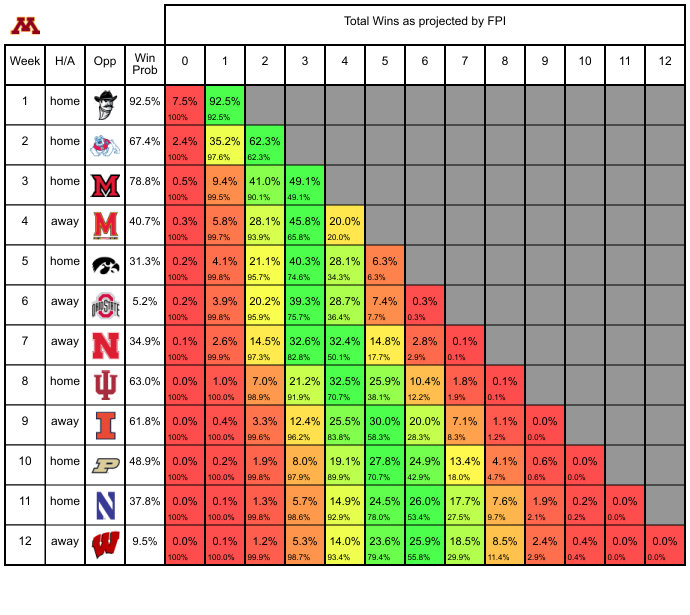 M
Total Wins as projected by FPI
Week H/A Opp Win Prob 0 1 2 3 4 5 6 7 8 9 10 11 12
1 home 92.5% 7.5% 92.5%
100% 92.5%
2 home 67.4% 2.4% 35.2% 62.3%
100% 97.6% 62.3%
3 home M 78.8% 0.5% 9.4% 41.0% 49.1%
100% 99.5% 90.1% 49.1%
4 away M 40.7% 0.3% 5.8% 28.1% 45.8% 20.0%
100% 99.7% 93.9% 65.8% 20.0%
5 home 31.3% 0.2% 4.1% 21.1% 40.3% 28.1% 6.3%
100% 99.8% 95.7% 74.6% 34.3% 6.3%
6 away OHIO STATE 5.2% 0.2% 3.9% 20.2% 39.3% 28.7% 7.4% 0.3%
100% 99.8% 95.9% 75.7% 36.4% 7.7% 0.3%
7 away N 34.9% 0.1% 2.6% 14.5% 32.6% 32.4% 14.8% 2.8% 0.1%
100% 99.9% 97.3% 82.8% 50.1% 17.7% 2.9% 0.1%
8 home IU 63.0% 0.0% 1.0% 7.0% 21.2% 32.5% 25.9% 10.4% 1.8% 0.1%
100% 100.0% 98.9% 91.9% 70.7% 38.1% 12.2% 1.9% 0.1%
9 away I 61.8% 0.0% 0.4% 3.3% 12.4% 25.5% 30.0% 20.0% 7.1% 1.1% 0.0%
100% 100.0% 99.6% 96.2% 83.8% 58.3% 28.3% 8.3% 1.2% 0.0%
10 home P 48.9% 0.0% 0.2% 1.9% 8.0% 19.1% 27.8% 24.9% 13.4% 4.1% 0.6% 0.0%
100% 100.0% 99.8% 97.9% 89.9% 70.7% 42.9% 18.0% 4.7% 0.6% 0.0%
11 home N 37.8% 0.0% 0.1% 1.3% 5.7% 14.9% 24.5% 26.0% 17.7% 7.6% 1.9% 0.2% 0.0%
100% 100.0% 99.8% 98.6% 92.9% 78.0% 53.4% 27.5% 9.7% 2.1% 0.2% 0.0%
12 away W 9.5% 0.0% 0.1% 1.2% 5.3% 14.0% 23.6% 25.9% 18.5% 8.5% 2.4% 0.4% 0.0% 0.0%
100% 100.0% 99.9% 98.7% 93.4% 79.4% 55.8% 29.9% 11.4% 2.9% 0.4% 0.0% 0.0%